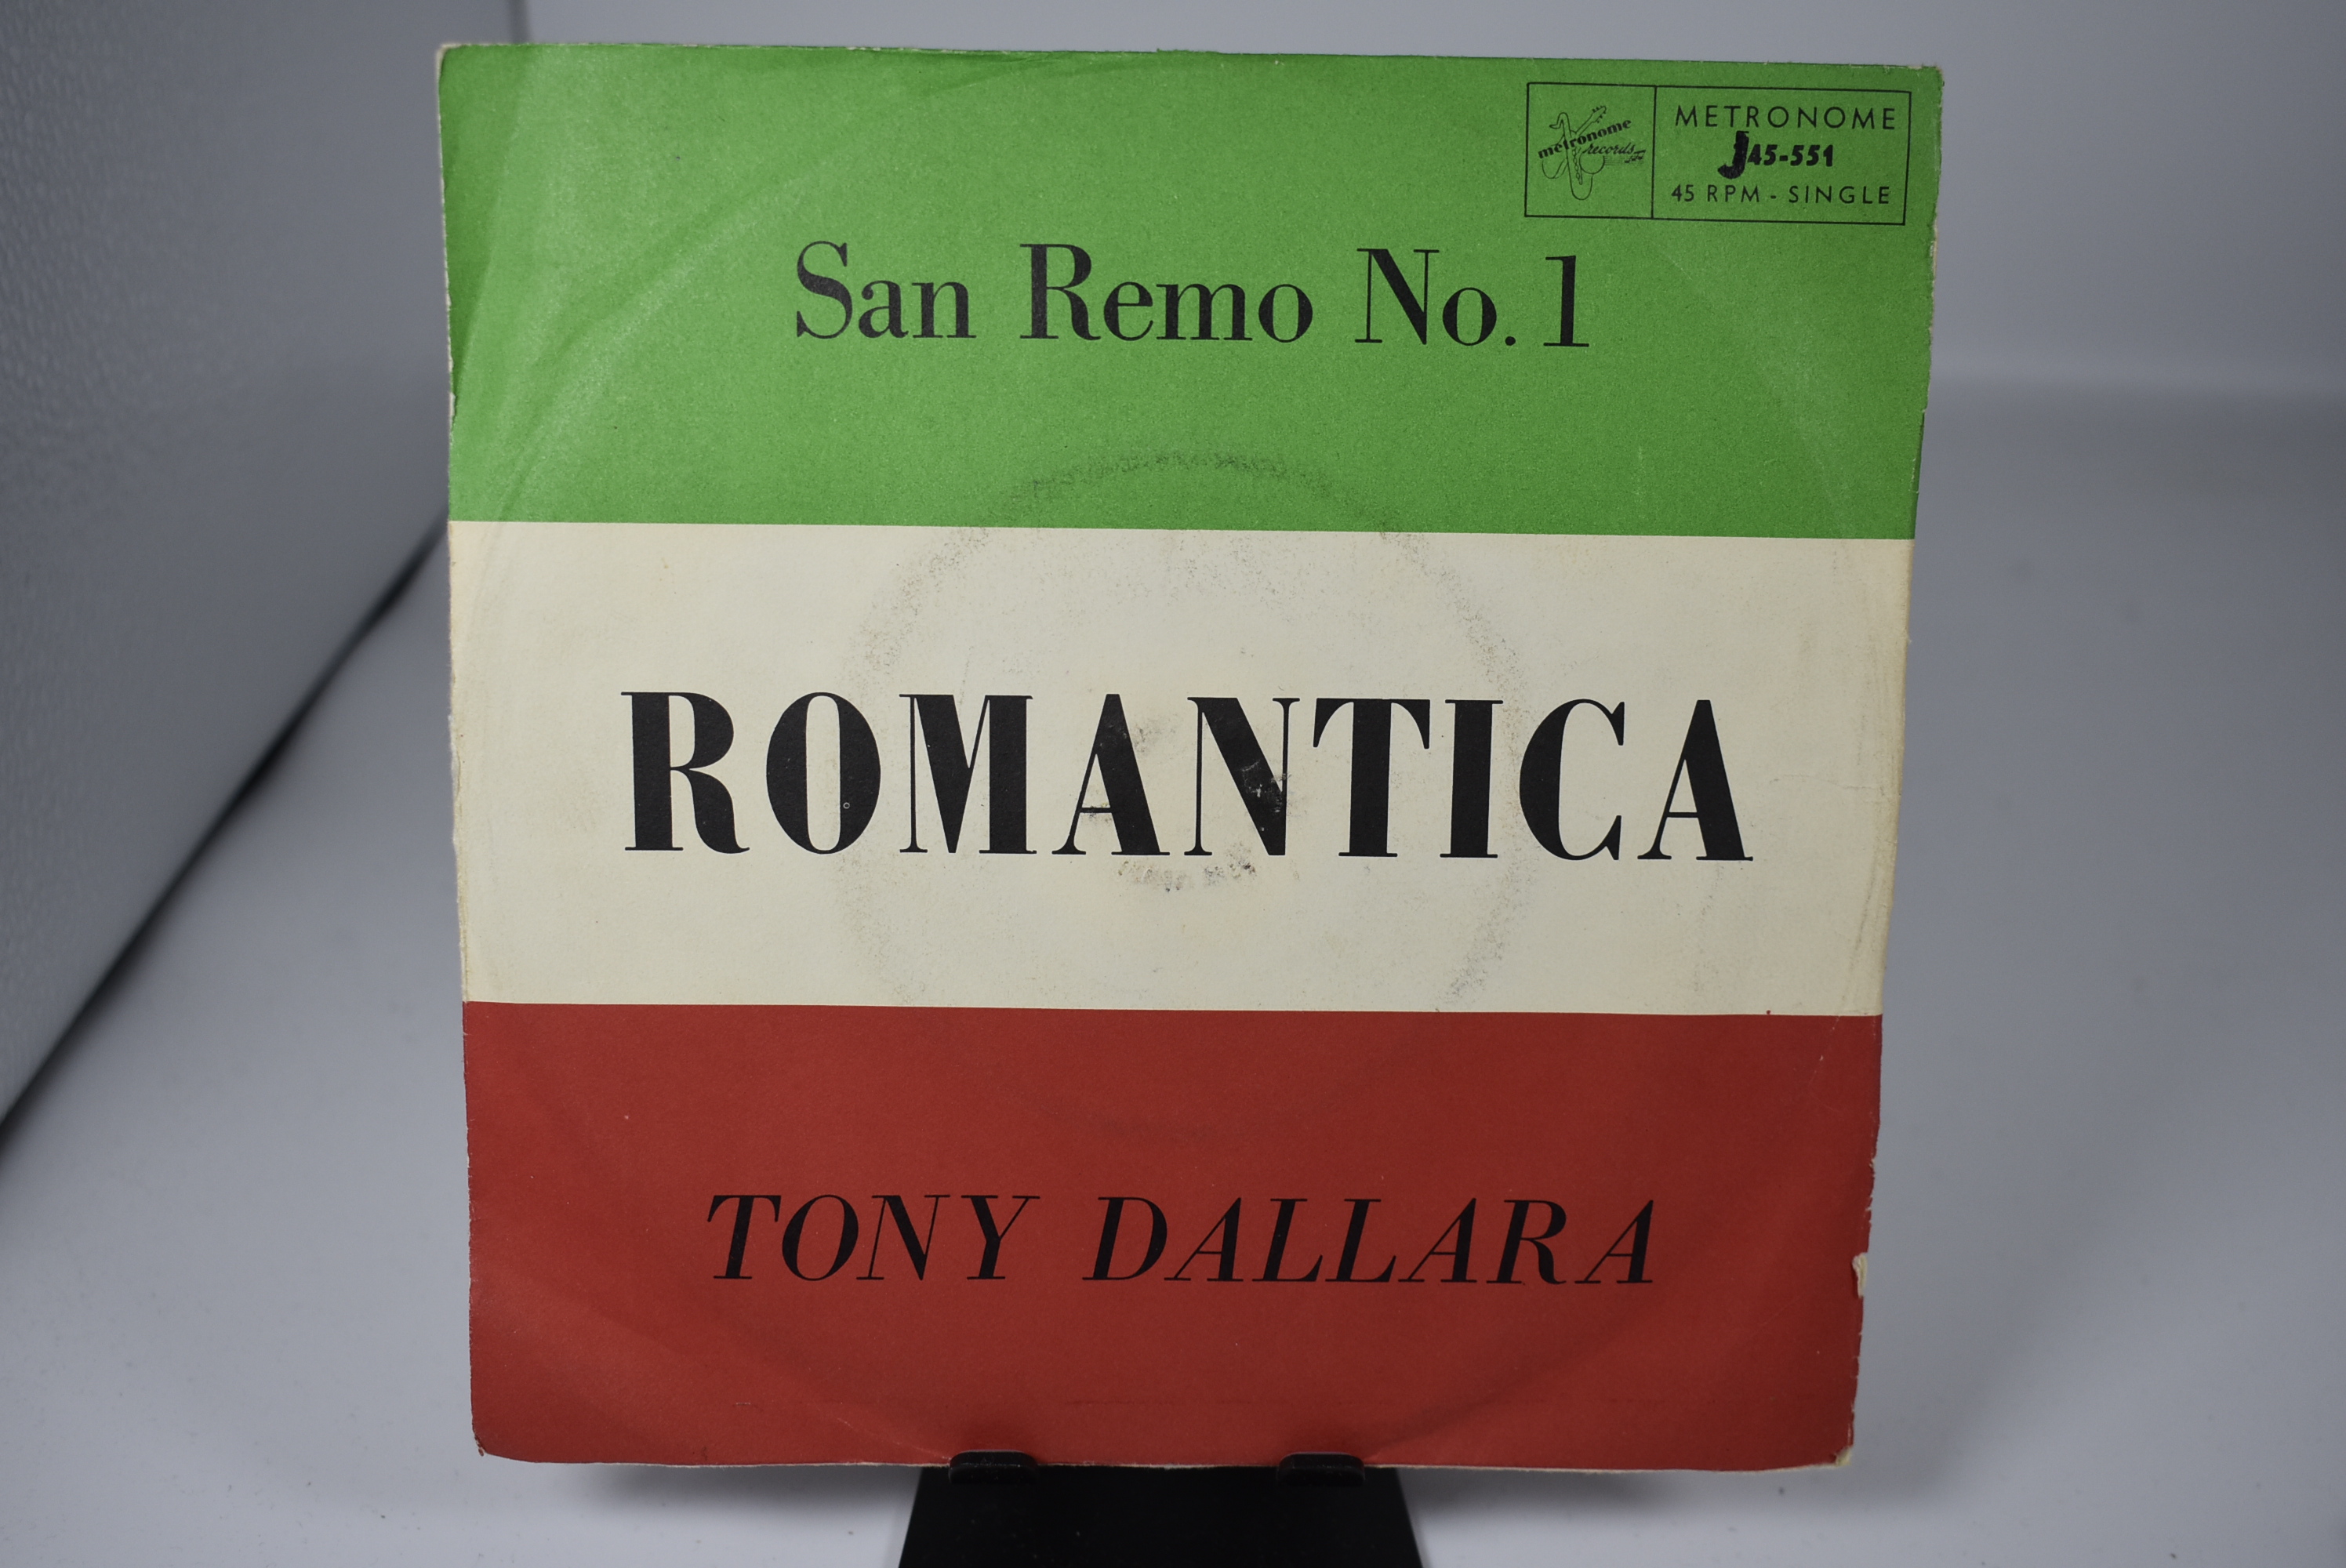 metronome
records
METRONOME
J45-551
45 RPM - SINGLE
San Remo No. 1
ROMANTICA
TONY DALLARA